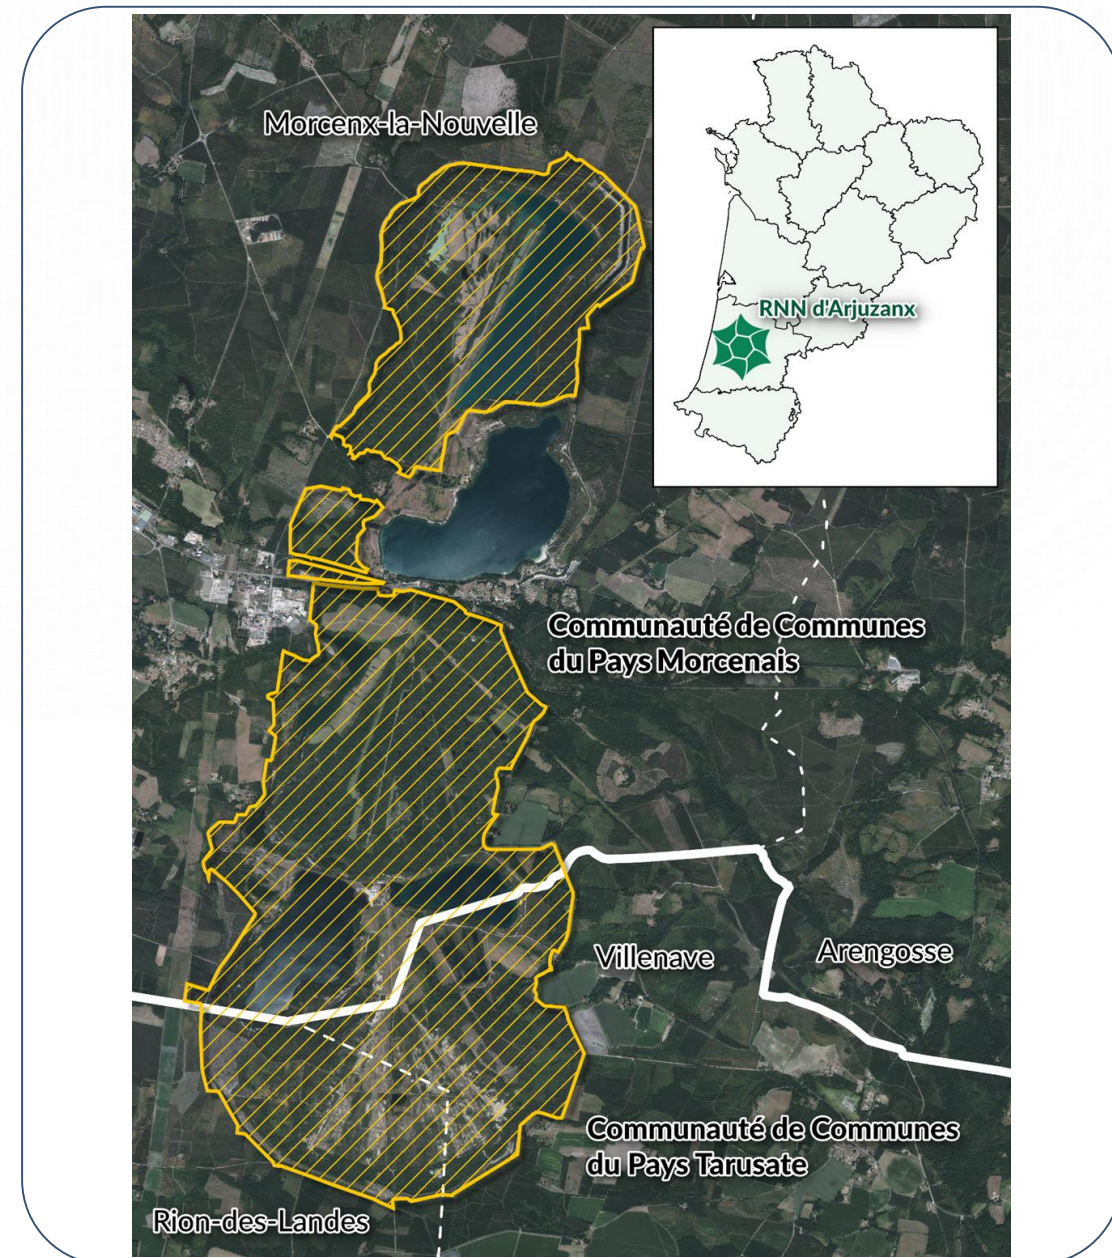 Morcenx-la-Nouvelle
RNN d'Arjuzanx
Communauté de Communes
du Pays Morcenais
Villenave
Arengosse
Communauté de Communes
du Pays Tarusate
Rion-des-Landes